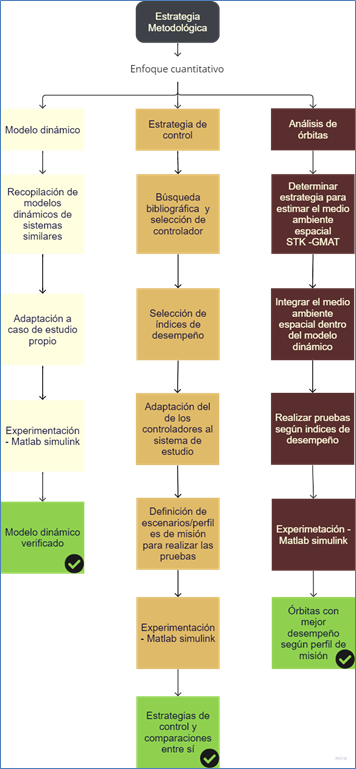 Estrategia
Metodológica
Enfoque cuantitativo
Modelo dinámico
Recopilación de
modelos
dinámicos de
sistemas
similares
Adaptación a
caso de estudio
propio
Experimentación
- Matlab simulink
Modelo dinámico
verificado
Estrategia de
control
Búsqueda
bibliográfica y
selección de
controlador
Selección de
indices de
desempeño
Adaptación del
de los
controladores al
sistema de
estudio
Definición de
escenarios/perfil
es de misión
para realizar las
pruebas
Experimentación
- Matlab simulink
Estrategias de
control y
comparaciones
entre sí
Análisis de
órbitas
Determinar
estrategia para
estimar el medio
ambiente
espacial
STK -GMAT
Integrar el medio
ambiente
espacial dentro
del modelo
dinámico
Realizar pruebas
según indices de
desempeño
Experimetación -
Matlab simulink
Órbitas con
mejor
desempeño
según perfil de
misión
miro